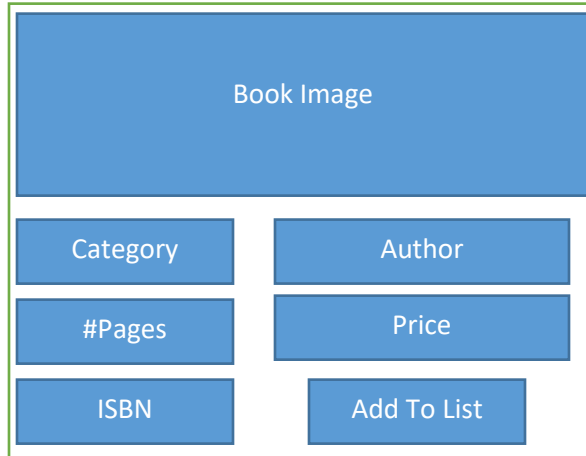 Book Image
Category
Author
#Pages
Price
ISBN
Add To List